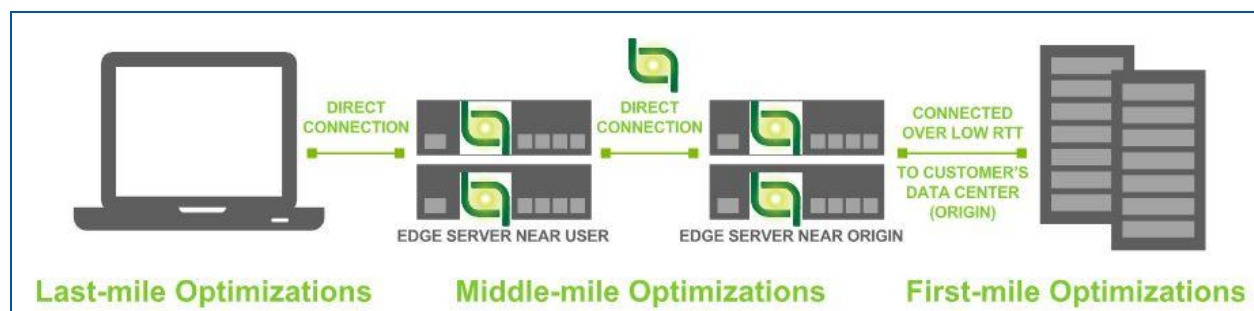 DIRECT
CONNECTION
DIRECT
CONNECTION
CONNECTED
OVER LOW RTT
TO CUSTOMER'S
DATA CENTER
(ORIGIN)
EDGE SERVER NEAR USER
EDGE SERVER NEAR ORIGIN
Last-mile Optimizations
Middle-mile Optimizations
First-mile Optimizations